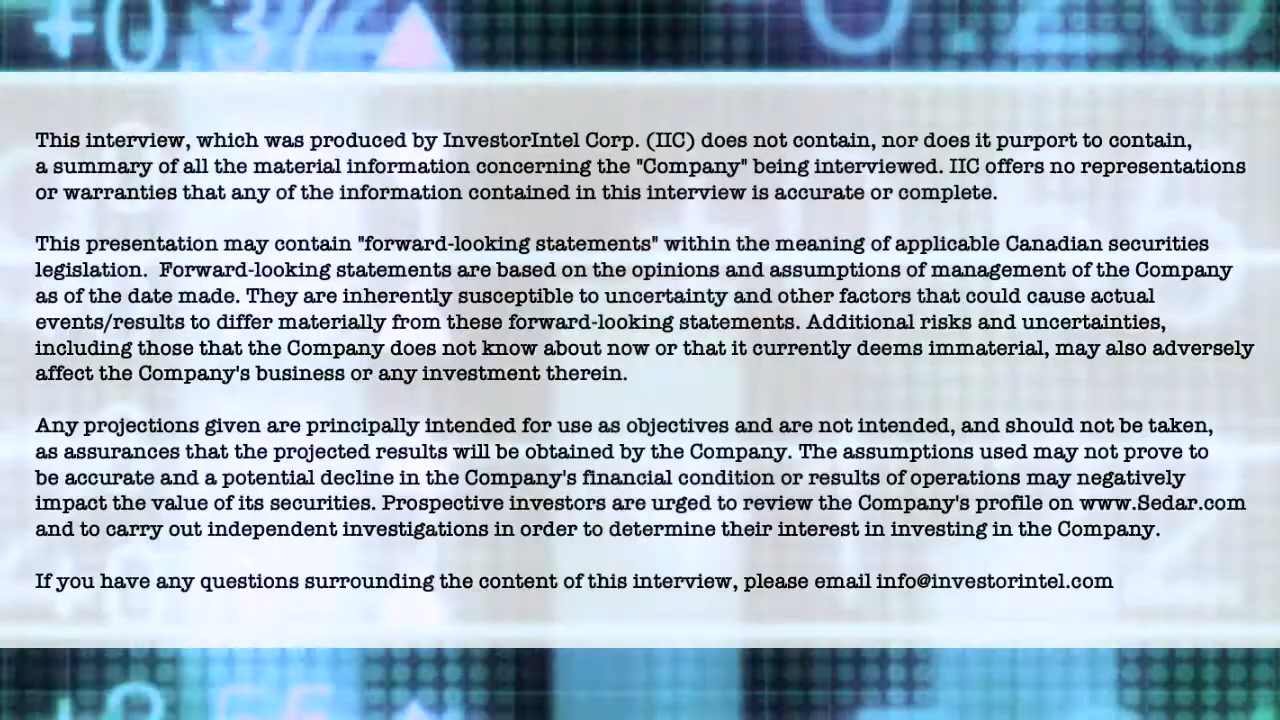 +0.37 ▲ -0.20
This interview, which was produced by InvestorIntel Corp. (IIC) does not contain, nor does it purport to contain,
a summary of all the material information concerning the "Company" being interviewed. IIC offers no representations
or warranties that any of the information contained in this interview is accurate or complete.
This presentation may contain "forward-looking statements" within the meaning of applicable Canadian securities
legislation.  Forward-looking statements are based on the opinions and assumptions of management of the Company
as of the date made. They are inherently susceptible to uncertainty and other factors that could cause actual
events/results to differ materially from these forward-looking statements. Additional risks and uncertainties,
including those that the Company does not know about now or that it currently deems immaterial, may also adversely
affect the Company's business or any investment therein.
Any projections given are principally intended for use as objectives and are not intended, and should not be taken,
as assurances that the projected results will be obtained by the Company. The assumptions used may not prove to
be accurate and a potential decline in the Company's financial condition or results of operations may negatively
impact the value of its securities. Prospective investors are urged to review the Company's profile on www.Sedar.com
and to carry out independent investigations in order to determine their interest in investing in the Company.
If you have any questions surrounding the content of this interview, please email info@investorintel.com